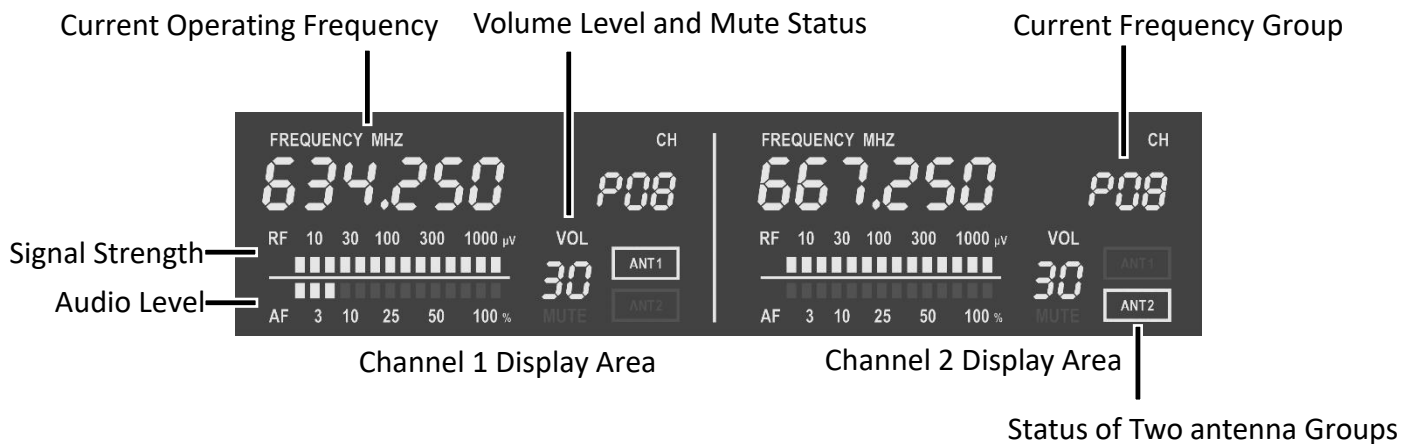 Current Operating Frequency
Volume Level and Mute Status
Current Frequency Group
FREQUENCY MHZ
CH
634.250
P08
RF 10 30 100 300 1000 μV
VOL
30
ANT1
ANT2
MUTE
AF 3 10 25 50 100 %
FREQUENCY MHZ
CH
667.250
P08
RF 10 30 100 300 1000 μV
VOL
30
ANT1
ANT2
MUTE
AF 3 10 25 50 100 %
Signal Strength
Audio Level
Channel 1 Display Area
Channel 2 Display Area
Status of Two antenna Groups